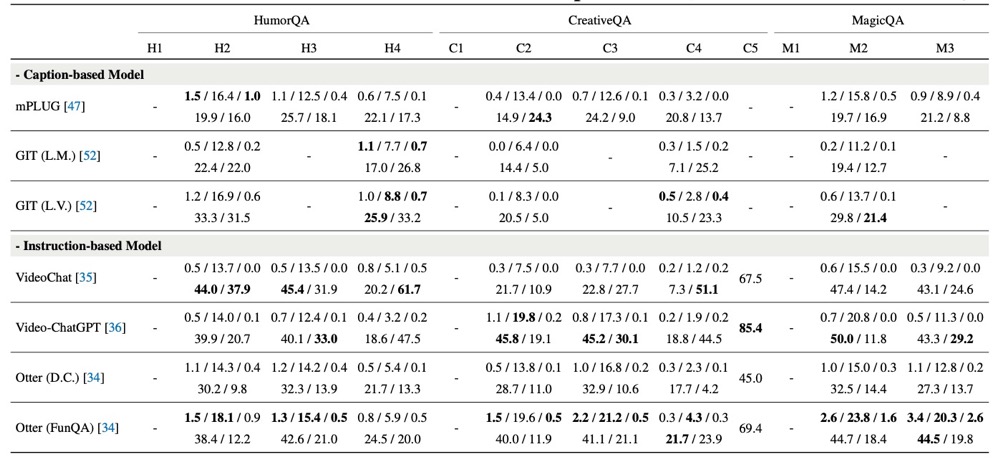 HumorQA CreativeQA MagicQA
H1 H2 H3 H4 C1 C2 C3 C4 C5 M1 M2 M3
- Caption-based Model
mPLUG [47] - 1.5 / 16.4 / 1.0 1.1 / 12.5 / 0.4 0.6 / 7.5 / 0.1 - 0.4 / 13.4 / 0.0 0.7 / 12.6 / 0.1 0.3 / 3.2 / 0.0 - - 1.2 / 15.8 / 0.5 0.9 / 8.9 / 0.4
19.9 / 16.0 25.7 / 18.1 22.1 / 17.3 14.9 / 24.3 24.2 / 9.0 20.8 / 13.7 19.7 / 16.9 21.2 / 8.8
GIT (L.M.) [52] - 0.5 / 12.8 / 0.2 - 1.1 / 7.7 / 0.7 - 0.0 / 6.4 / 0.0 - 0.3 / 1.5 / 0.2 - - 0.2 / 11.2 / 0.1 -
22.4 / 22.0 17.0 / 26.8 14.4 / 5.0 7.1 / 25.2 19.4 / 12.7
GIT (L.V.) [52] - 1.2 / 16.9 / 0.6 - 1.0 / 8.8 / 0.7 - 0.1 / 8.3 / 0.0 - 0.5 / 2.8 / 0.4 - - 0.6 / 13.7 / 0.1 -
33.3 / 31.5 25.9 / 33.2 20.5 / 5.0 10.5 / 23.3 29.8 / 21.4
- Instruction-based Model
VideoChat [35] - 0.5 / 13.7 / 0.0 0.5 / 13.5 / 0.0 0.8 / 5.1 / 0.5 - 0.3 / 7.5 / 0.0 0.3 / 7.7 / 0.0 0.2 / 1.2 / 0.2 67.5 - 0.6 / 15.5 / 0.0 0.3 / 9.2 / 0.0
44.0 / 37.9 45.4 / 31.9 20.2 / 61.7 21.7 / 10.9 22.8 / 27.7 7.3 / 51.1 47.4 / 14.2 43.1 / 24.6
Video-ChatGPT [36] - 0.5 / 14.0 / 0.1 0.7 / 12.4 / 0.1 0.4 / 3.2 / 0.2 - 1.1 / 19.8 / 0.2 0.8 / 17.3 / 0.1 0.2 / 1.9 / 0.2 85.4 - 0.7 / 20.8 / 0.0 0.5 / 11.3 / 0.0
39.9 / 20.7 40.1 / 33.0 18.6 / 47.5 45.8 / 19.1 45.2 / 30.1 18.8 / 44.5 50.0 / 11.8 43.3 / 29.2
Otter (D.C.) [34] - 1.1 / 14.3 / 0.4 1.2 / 14.2 / 0.4 0.5 / 5.4 / 0.1 - 0.5 / 13.8 / 0.1 1.0 / 16.8 / 0.2 0.3 / 2.3 / 0.1 45.0 - 1.0 / 15.0 / 0.3 1.1 / 12.8 / 0.2
30.2 / 9.8 32.3 / 13.9 21.7 / 13.3 28.7 / 11.0 32.9 / 10.6 17.7 / 4.2 32.5 / 14.4 27.3 / 13.7
Otter (FunQA) [34] - 1.5 / 18.1 / 0.9 1.3 / 15.4 / 0.5 0.8 / 5.9 / 0.5 - 1.5 / 19.6 / 0.5 2.2 / 21.2 / 0.5 0.3 / 4.3 / 0.3 69.4 - 2.6 / 23.8 / 1.6 3.4 / 20.3 / 2.6
38.4 / 12.2 42.6 / 21.0 24.5 / 20.0 40.0 / 11.9 41.1 / 21.1 21.7 / 23.9 44.7 / 18.4 44.5 / 19.8